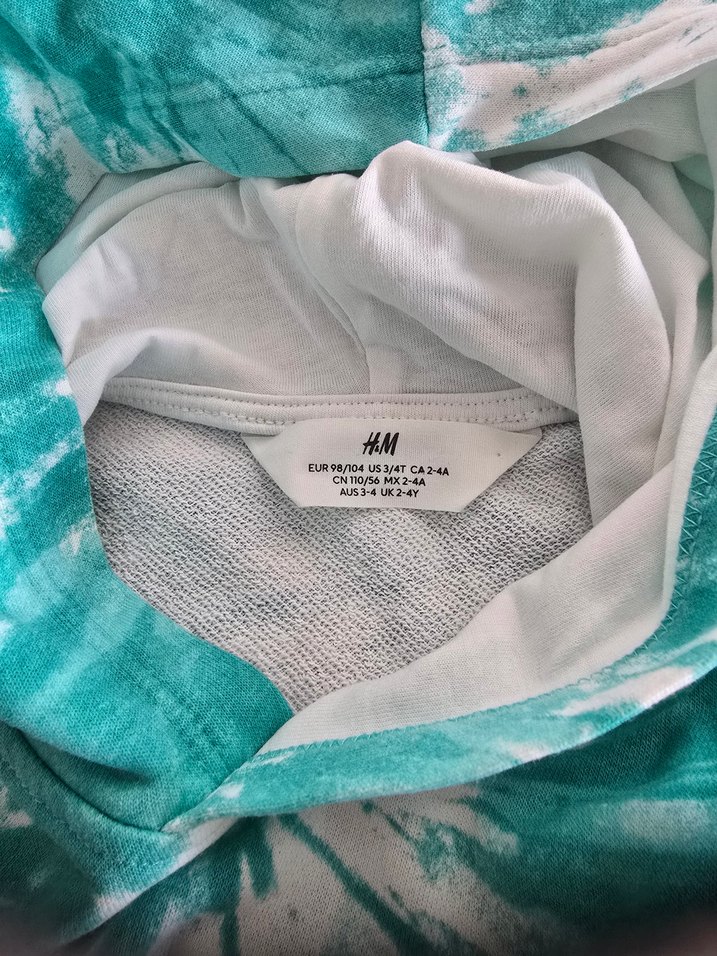 H&M
EUR 98/104 US 3/4T CA 2-4A
CN 110/56 MX 2-4A
AUS 3-4 UK 2-4Y